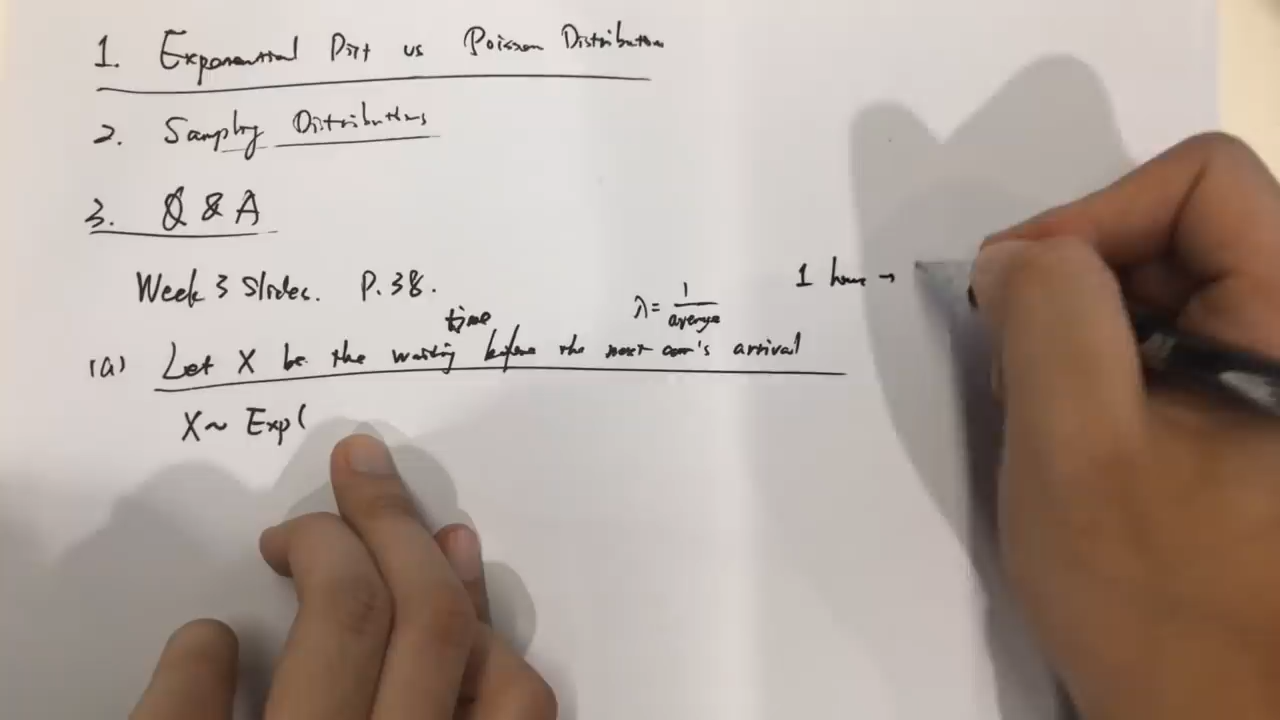 1. Exponential Dist vs Poisson Distribution
2. Sampling Distributions
3. Q & A
Week 3 Slides. P.38.
λ = 1/average
1 hour →
time
(a) Let X be the waiting before the next car's arrival
X ~ Exp(